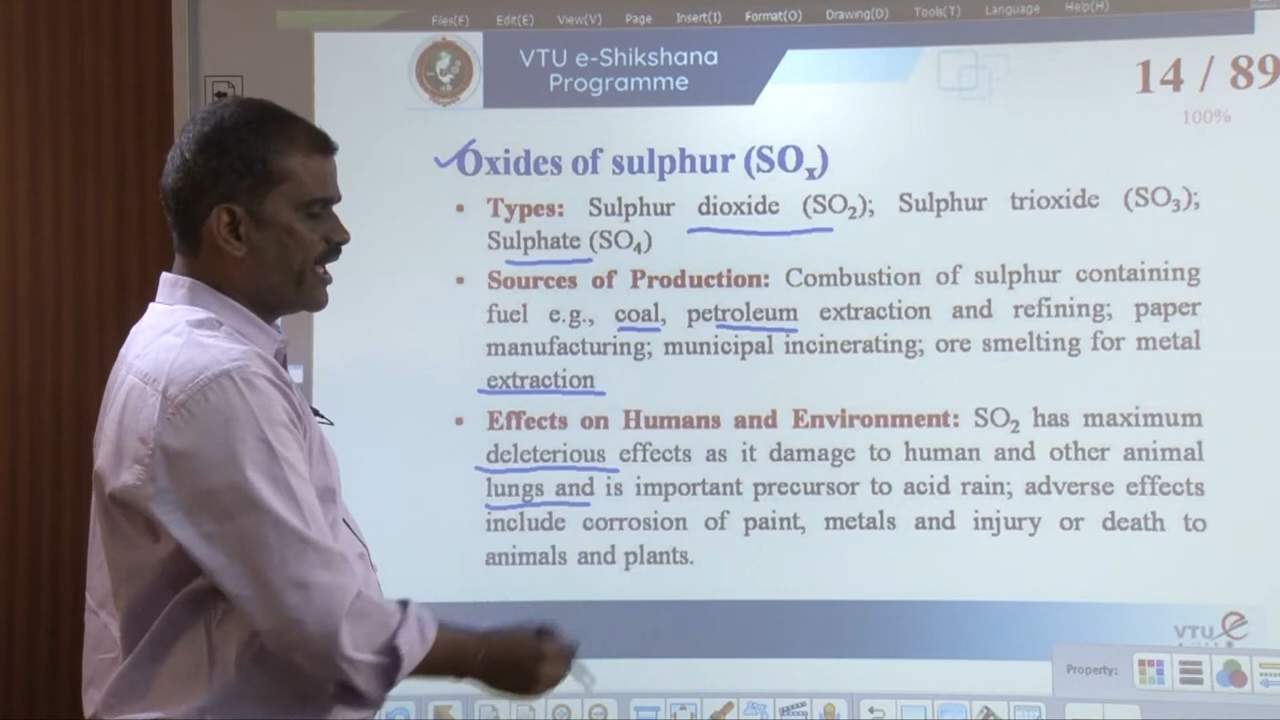 Files(F) Edit(E) View(V) Page Insert(I) Format(O) Drawing(D) Tools(T) Language Help(H)
VTU e-Shikshana
Programme
14 / 89
100%
Oxides of sulphur (SOₓ)
• Types: Sulphur dioxide (SO₂); Sulphur trioxide (SO₃);
Sulphate (SO₄)
• Sources of Production: Combustion of sulphur containing
fuel e.g., coal, petroleum extraction and refining; paper
manufacturing; municipal incinerating; ore smelting for metal
extraction
• Effects on Humans and Environment: SO₂ has maximum
deleterious effects as it damage to human and other animal
lungs and is important precursor to acid rain; adverse effects
include corrosion of paint, metals and injury or death to
animals and plants.
VTU e
Property: